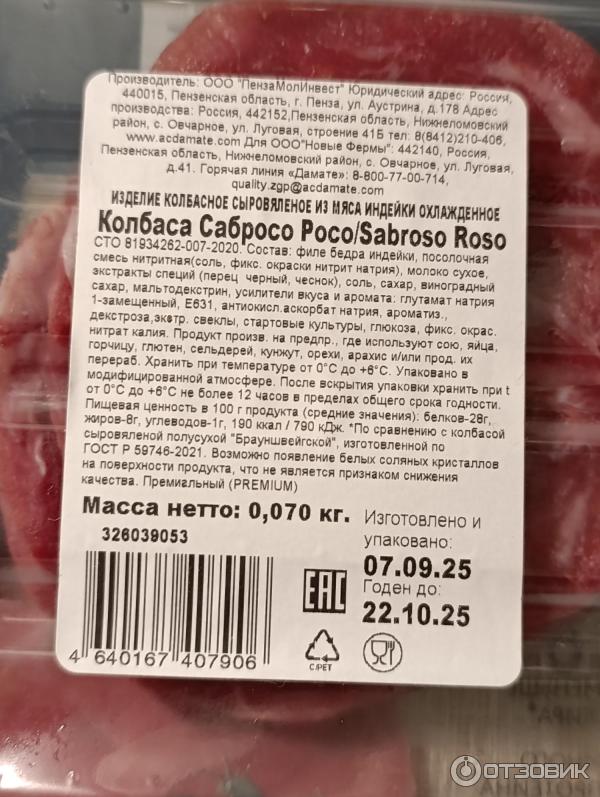 Производитель: ООО "ПензаМолИнвест" Юридический адрес: Россия,
440015, Пензенская область, г. Пенза, ул. Аустрина, д.178 Адрес
производства: Россия, 442152,Пензенская область, Нижнеломовский
район, с. Овчарное, ул. Луговая, строение 415 тел: 8(8412)210-406,
www.acdamate.com Для ООО"Новые Фермы": 442140, Россия,
Пензенская область, Нижнеломовский район, с. Овчарное, ул. Луговая,
д.41. Горячая линия «Дамате»: 8-800-77-00-714,
quality.zgp@acdamate.com
ИЗДЕЛИЕ КОЛБАСНОЕ СЫРОВЯЛЕНОЕ ИЗ МЯСА ИНДЕЙКИ ОХЛАЖДЕННОЕ
Колбаса Сабросо Росо/Sabroso Roso
СТО 81934262-007-2020. Состав: филе бедра индейки, посолочная
смесь нитритная(соль, фикс. окраски нитрит натрия), молоко сухое,
экстракты специй (перец черный, чеснок), соль, сахар, виноградный
сахар, мальтодекстрин, усилители вкуса и аромата: глутамат натрия
1-замещенный, Е631, антиокисл.аскорбат натрия, ароматиз.,
декстроза,экстр. свеклы, стартовые культуры, глюкоза, фикс. окрас.
нитрат калия. Продукт произв. на предпр., где используют сою, яйца,
горчицу, глютен, сельдерей, кунжут, орехи, арахис и/или прод. их
перераб. Хранить при температуре от 0°С до +6°С. Упаковано в
модифицированной атмосфере. После вскрытия упаковки хранить при t
от 0°С до +6°С не более 12 часов в пределах общего срока годности.
Пищевая ценность в 100 г продукта (средние значения): белков-28г,
жиров-8г, углеводов-1г, 190 ккал / 790 кДж. *По сравнению с колбасой
сыровяленой полусухой "Брауншвейгской", изготовленной по
ГОСТ Р 59746-2021. Возможно появление белых соляных кристаллов
на поверхности продукта, что не является признаком снижения
качества. Премиальный (PREMIUM)
Масса нетто: 0,070 кг.
326039053
Изготовлено и
упаковано:
07.09.25
Годен до:
22.10.25
EAC
C/PET
4 640167 407906
ОТЗОВИК